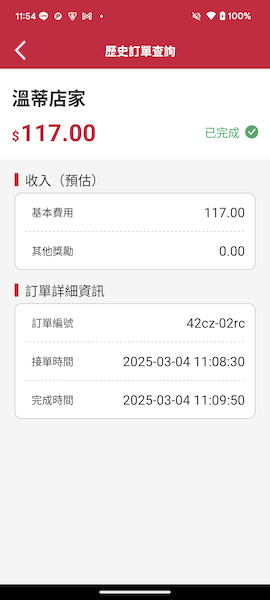 11:54 100%
歷史訂單查詢
溫蒂店家
$117.00 已完成
收入（預估）
基本費用 117.00
其他獎勵 0.00
訂單詳細資訊
訂單編號 42cz-02rc
接單時間 2025-03-04 11:08:30
完成時間 2025-03-04 11:09:50